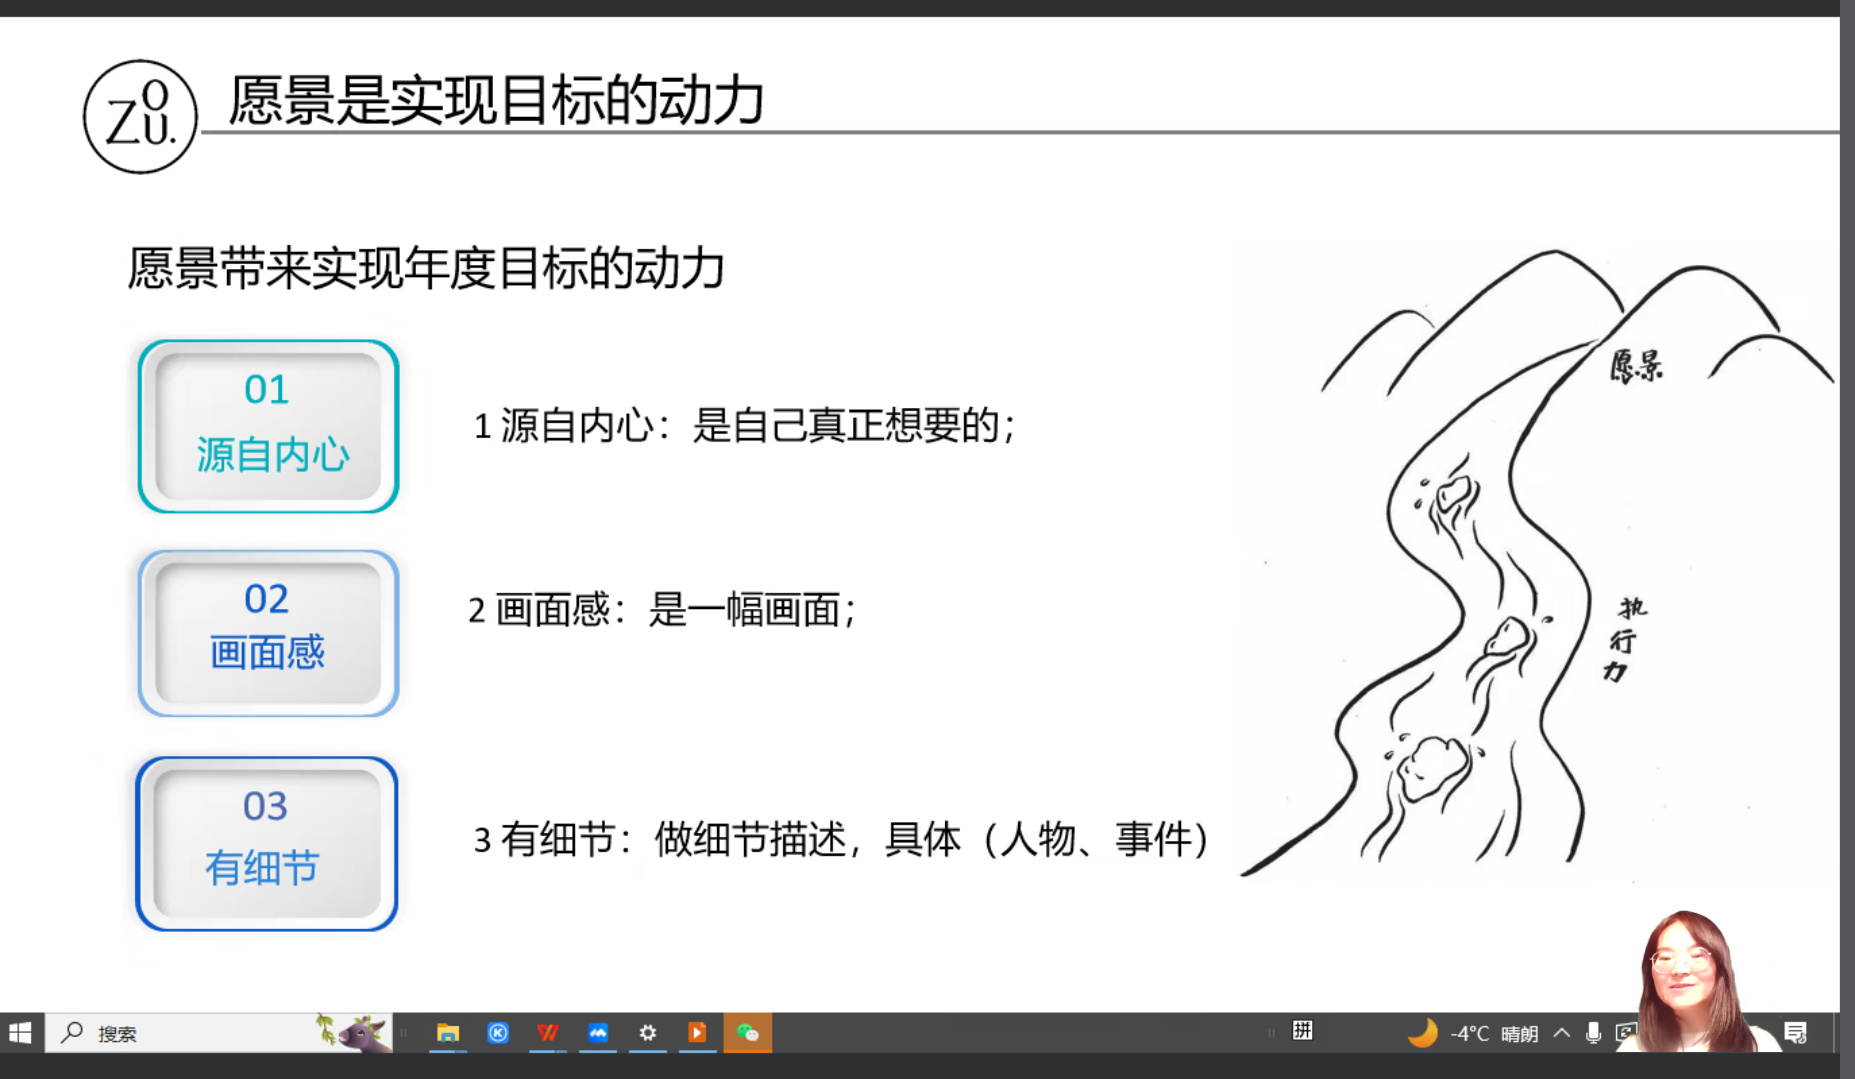 ZOU.
愿景是实现目标的动力
愿景带来实现年度目标的动力
01
源自内心
1 源自内心：是自己真正想要的；
02
画面感
2 画面感：是一幅画面；
03
有细节
3 有细节：做细节描述，具体（人物、事件）
愿景
执行力
搜索
拼
-4°C 晴朗